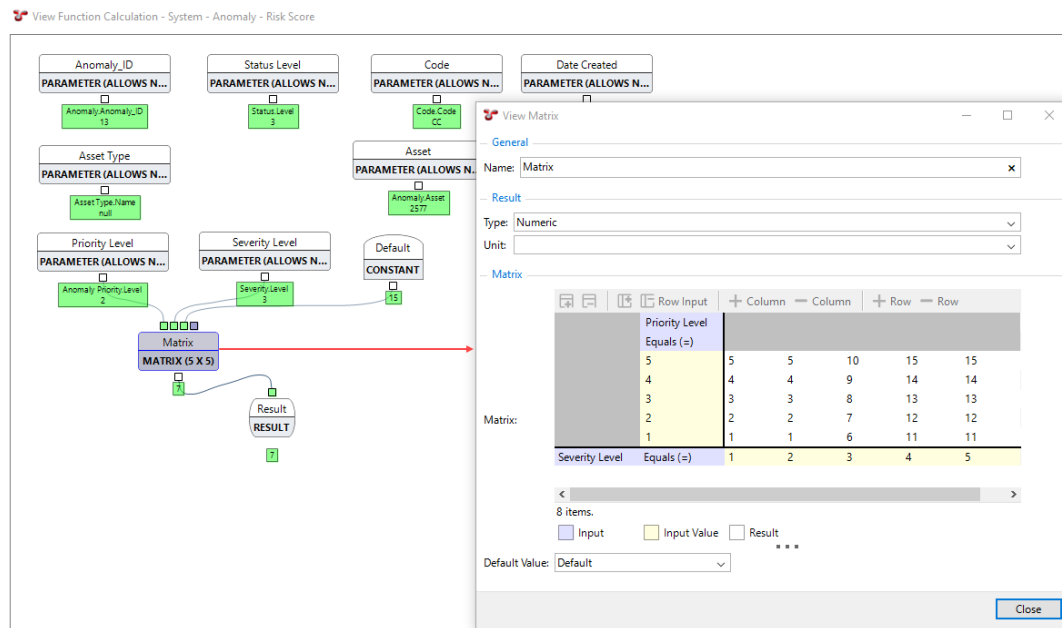 View Function Calculation - System - Anomaly - Risk Score
Anomaly_ID
PARAMETER (ALLOWS N...
Anomaly.Anomaly_ID
13
Status Level
PARAMETER (ALLOWS N...
Status.Level
3
Code
PARAMETER (ALLOWS N...
Code.Code
CC
Date Created
PARAMETER (ALLOWS N...
Asset Type
PARAMETER (ALLOWS N...
Asset Type.Name
null
Asset
PARAMETER (ALLOWS N...
Anomaly.Asset
2577
Priority Level
PARAMETER (ALLOWS N...
Anomaly Priority.Level
2
Severity Level
PARAMETER (ALLOWS N...
Severity.Level
3
Default
CONSTANT
15
Matrix
MATRIX (5 X 5)
7
Result
RESULT
7
View Matrix
General
Name: Matrix
Result
Type: Numeric
Unit:
Matrix
Row Input Column Column Row Row
Priority Level
Equals (=)
5 5 5 10 15 15
4 4 4 9 14 14
3 3 3 8 13 13
Matrix: 2 2 2 7 12 12
1 1 1 6 11 11
Severity Level Equals (=) 1 2 3 4 5
8 items.
Input Input Value Result
Default Value: Default
Close